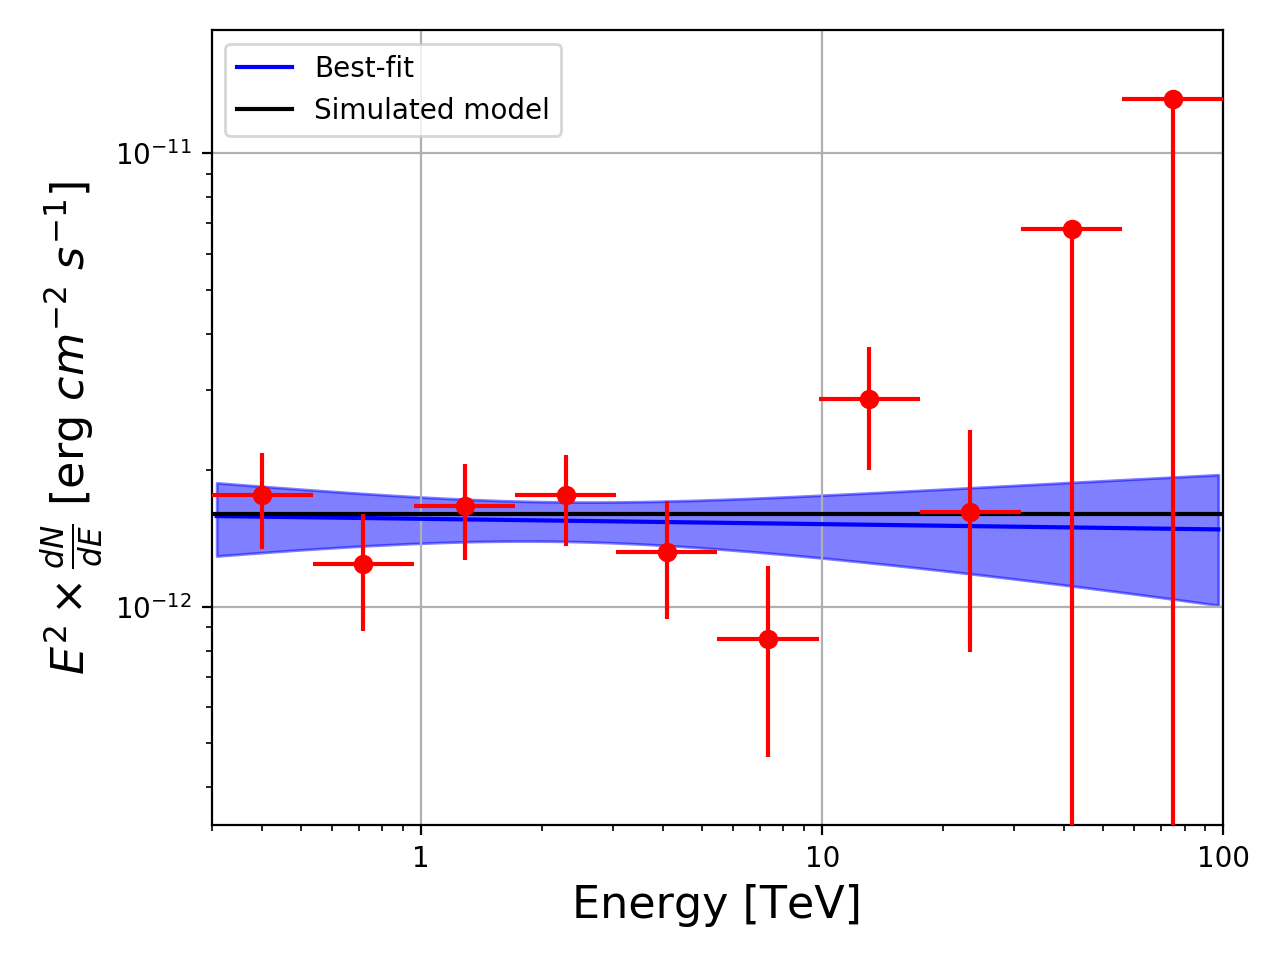 Best-fit
Simulated model
10⁻¹¹
10⁻¹²
E² × dN/dE [erg cm⁻² s⁻¹]
1 10 100
Energy [TeV]